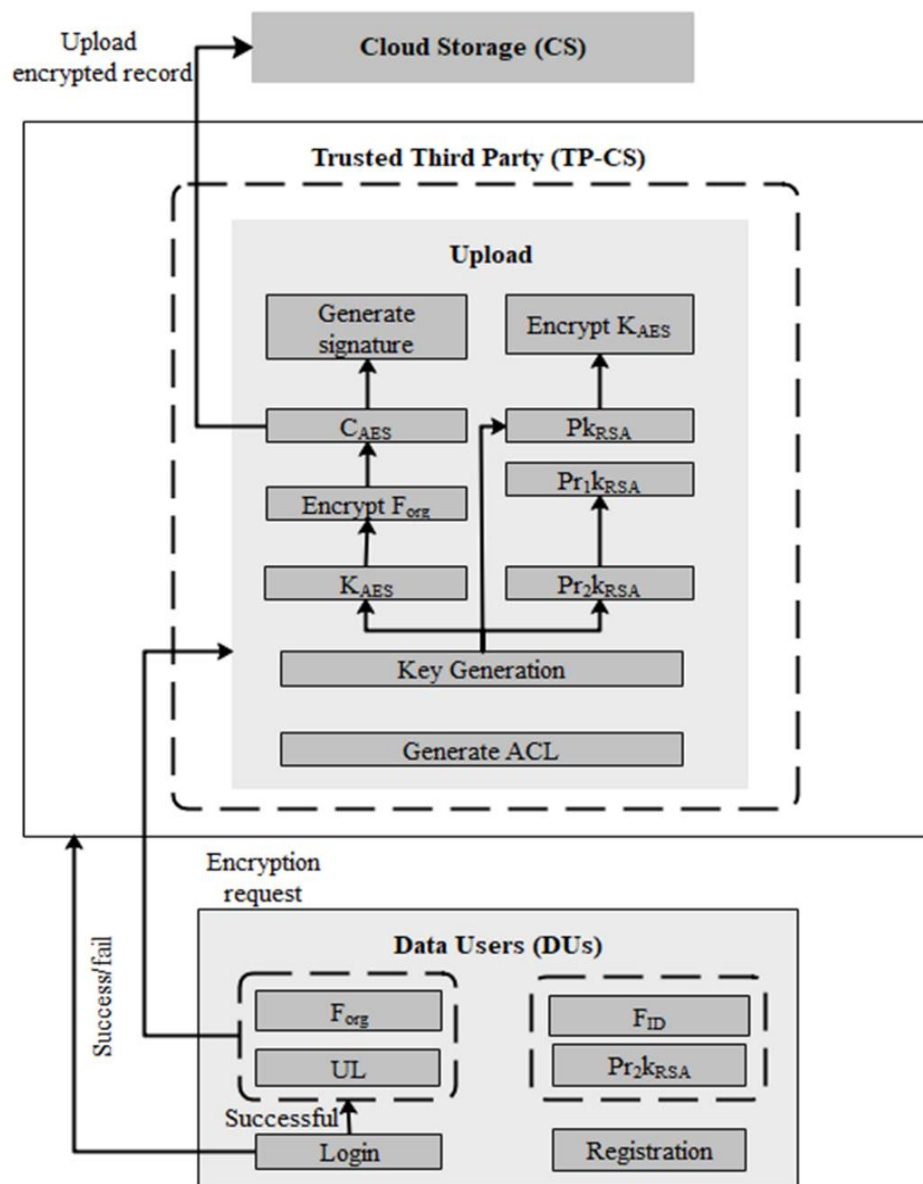 Cloud Storage (CS)
Upload
encrypted record
Trusted Third Party (TP-CS)
Upload
Generate
signature
Encrypt K_AES
C_AES
Pk_RSA
Encrypt F_org
Pr₁k_RSA
K_AES
Pr₂k_RSA
Key Generation
Generate ACL
Encryption
request
Success/fail
Data Users (DUs)
F_org
F_ID
UL
Pr₂k_RSA
Successful
Login
Registration